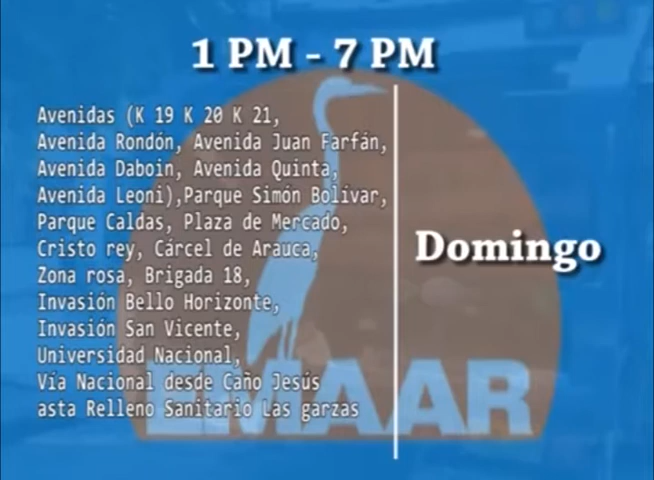 1 PM - 7 PM
Avenidas (K 19 K 20 K 21,
Avenida Rondón, Avenida Juan Farfán,
Avenida Daboin, Avenida Quinta,
Avenida Leoni),Parque Simón Bolívar,
Parque Caldas, Plaza de Mercado,
Cristo rey, Cárcel de Arauca,
Zona rosa, Brigada 18,
Invasión Bello Horizonte,
Invasión San Vicente,
Universidad Nacional,
Vía Nacional desde Caño Jesús
asta Relleno Sanitario Las garzas
Domingo
EMAAR